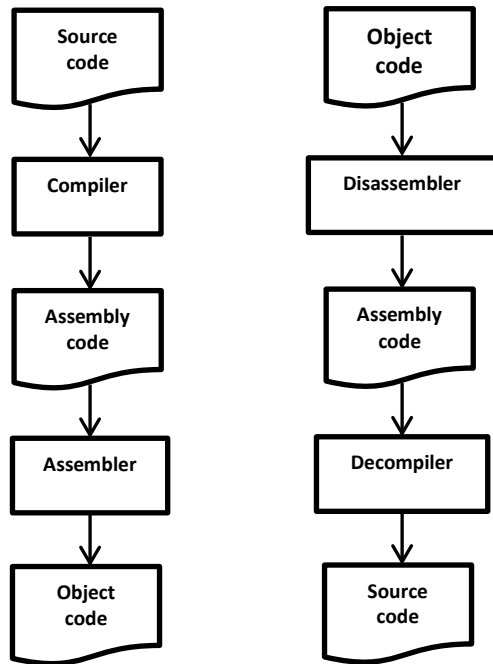 Source
code
Compiler
Assembly
code
Assembler
Object
code
Object
code
Disassembler
Assembly
code
Decompiler
Source
code